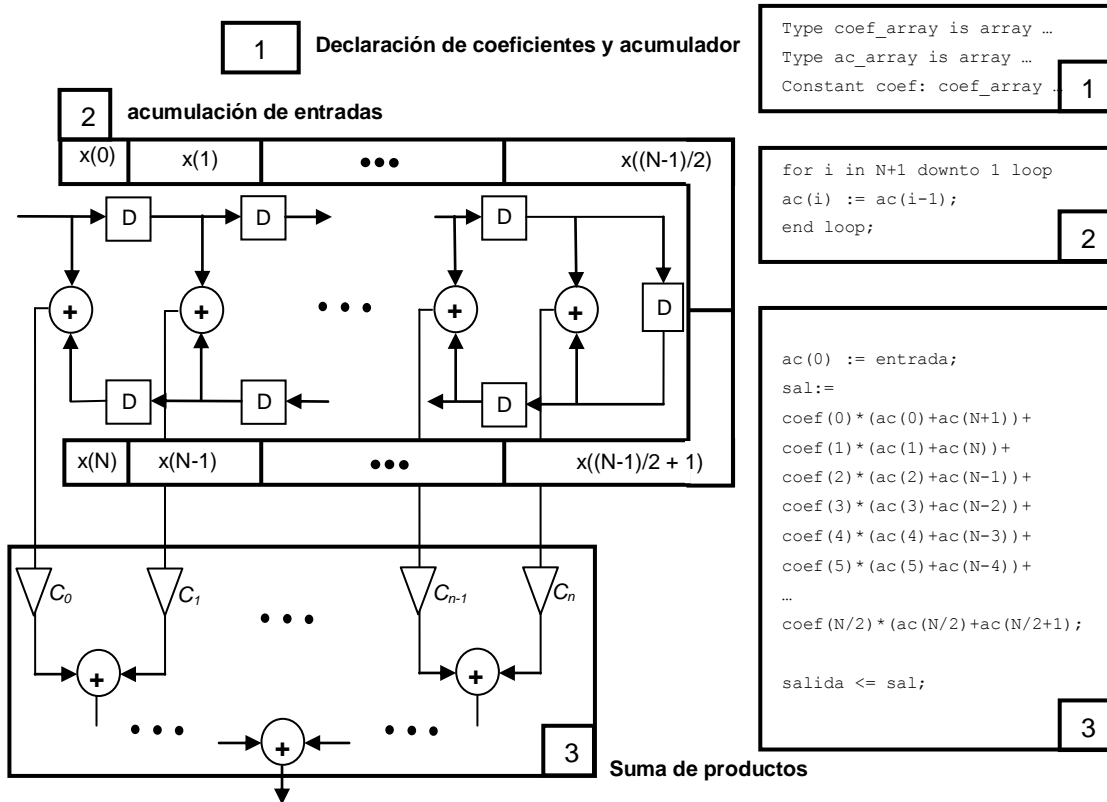 1
Declaración de coeficientes y acumulador
2
acumulación de entradas
x(0) x(1) ••• x((N-1)/2)
D D D
+ + • • • + + D
D D D
x(N) x(N-1) ••• x((N-1)/2 + 1)
C0 C1 • • • Cn-1 Cn
+ +
• • • + • • •
3
Suma de productos
Type coef_array is array …
Type ac_array is array …
Constant coef: coef_array …
1
for i in N+1 downto 1 loop
ac(i) := ac(i-1);
end loop;
2
ac(0) := entrada;
sal:=
coef(0)*(ac(0)+ac(N+1))+
coef(1)*(ac(1)+ac(N))+
coef(2)*(ac(2)+ac(N-1))+
coef(3)*(ac(3)+ac(N-2))+
coef(4)*(ac(4)+ac(N-3))+
coef(5)*(ac(5)+ac(N-4))+
…
coef(N/2)*(ac(N/2)+ac(N/2+1);
salida <= sal;
3